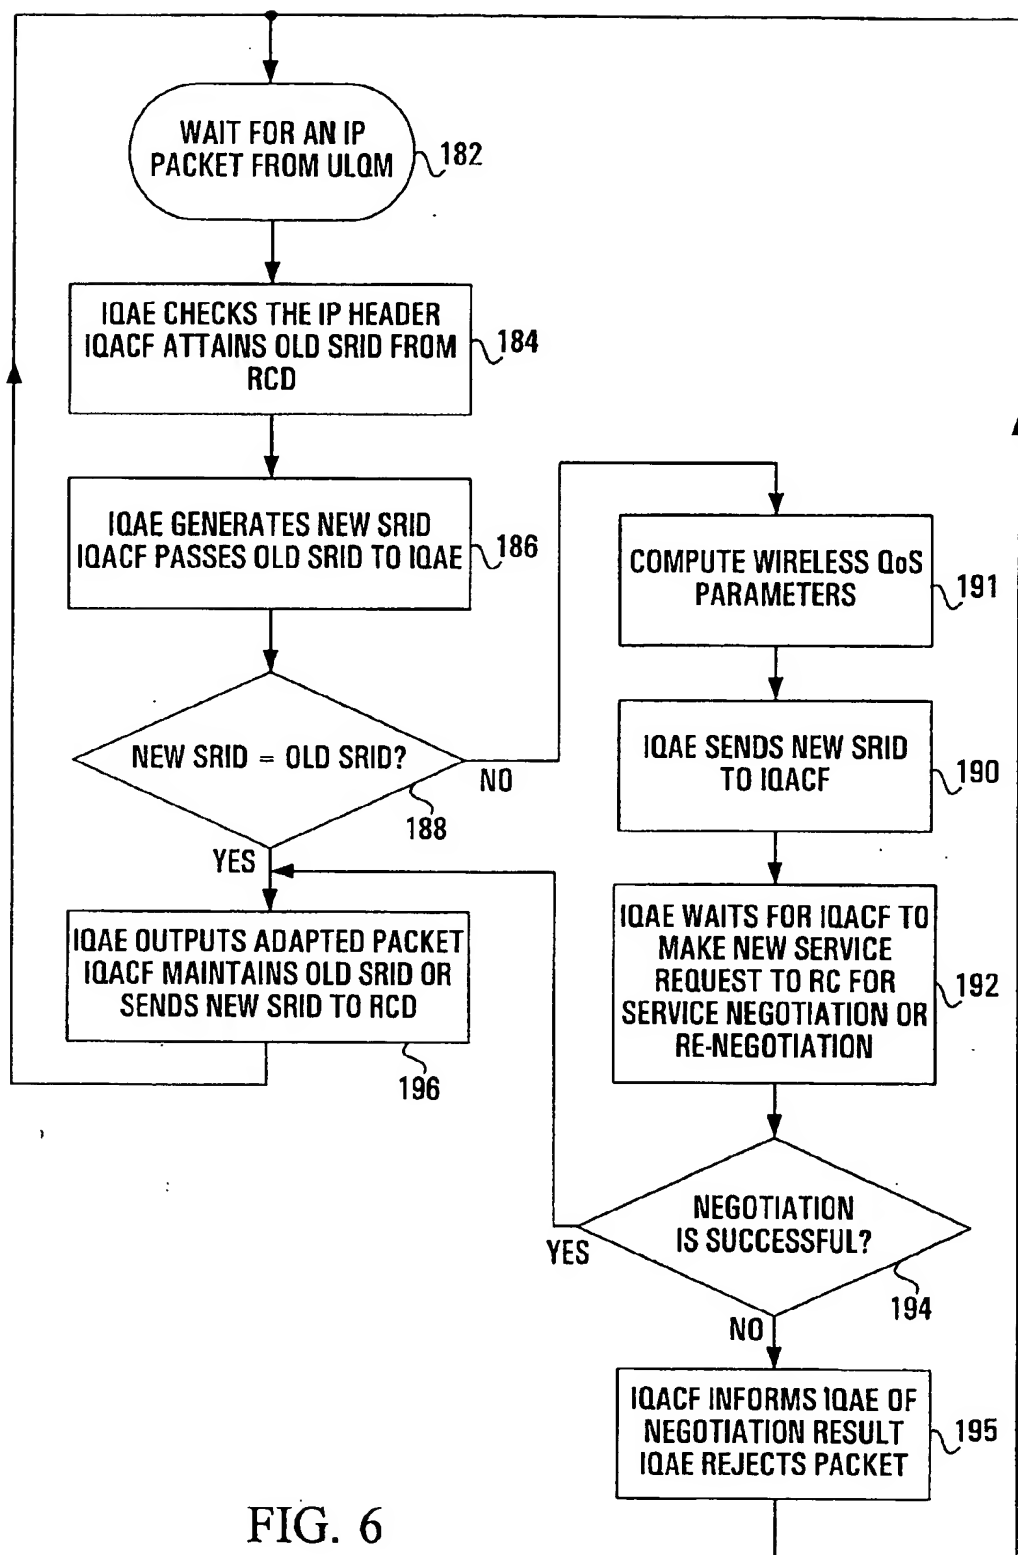 WAIT FOR AN IP
PACKET FROM ULQM
182
IQAE CHECKS THE IP HEADER
IQACF ATTAINS OLD SRID FROM
RCD
184
IQAE GENERATES NEW SRID
IQACF PASSES OLD SRID TO IQAE
186
NEW SRID = OLD SRID?
NO
188
YES
IQAE OUTPUTS ADAPTED PACKET
IQACF MAINTAINS OLD SRID OR
SENDS NEW SRID TO RCD
196
COMPUTE WIRELESS QoS
PARAMETERS
191
IQAE SENDS NEW SRID
TO IQACF
190
IQAE WAITS FOR IQACF TO
MAKE NEW SERVICE
REQUEST TO RC FOR
SERVICE NEGOTIATION OR
RE-NEGOTIATION
192
NEGOTIATION
IS SUCCESSFUL?
YES
194
NO
IQACF INFORMS IQAE OF
NEGOTIATION RESULT
IQAE REJECTS PACKET
195
FIG. 6